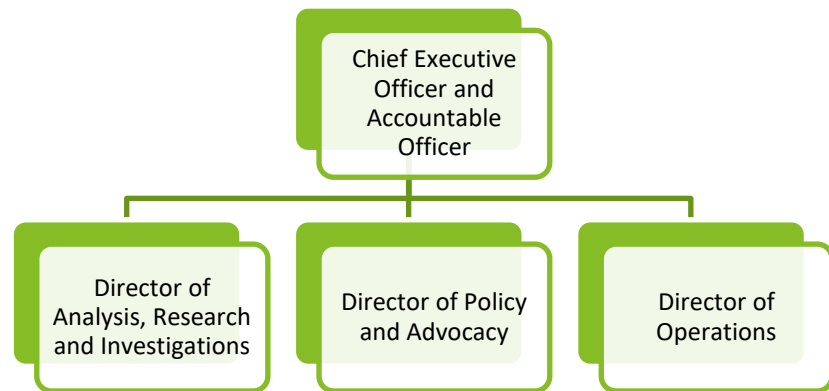 Chief Executive
Officer and
Accountable
Officer
Director of
Analysis, Research
and Investigations
Director of Policy
and Advocacy
Director of
Operations